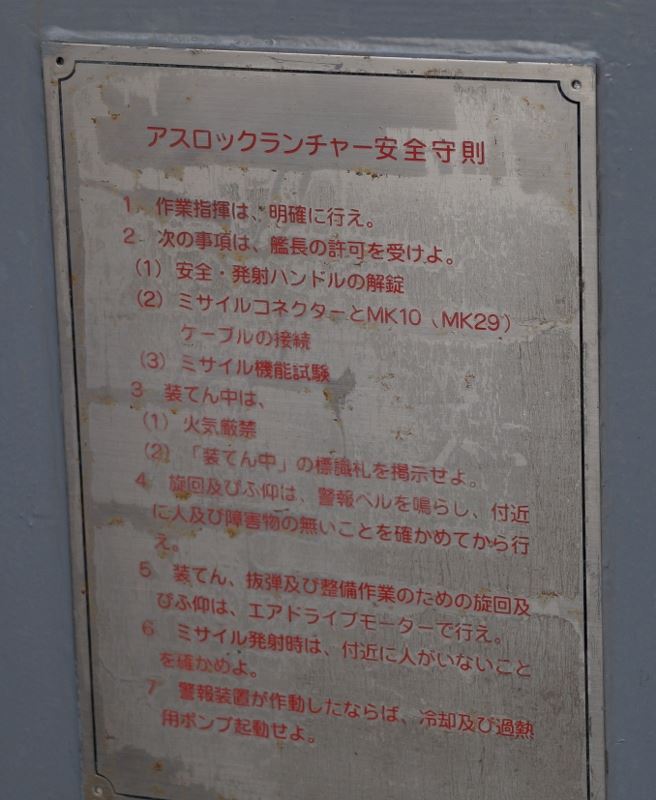 アスロックランチャー安全守則
1 作業指揮は、明確に行え。
2 次の事項は、艦長の許可を受けよ。
(1) 安全・発射ハンドルの解錠
(2) ミサイルコネクターとMK10、MK29)
ケーブルの接続
(3) ミサイル機能試験
3 装てん中は、
(1) 火気厳禁
(2) 「装てん中」の標識札を掲示せよ。
4 旋回及びふ仰は、警報ベルを鳴らし、付近
に人及び障害物の無いことを確かめてから行
え。
5 装てん、抜弾及び整備作業のための旋回及
びふ仰は、エアドライブモーターで行え。
6 ミサイル発射時は、付近に人がいないこと
を確かめよ。
7 警報装置が作動したならば、冷却及び過熱
用ポンプ起動せよ。